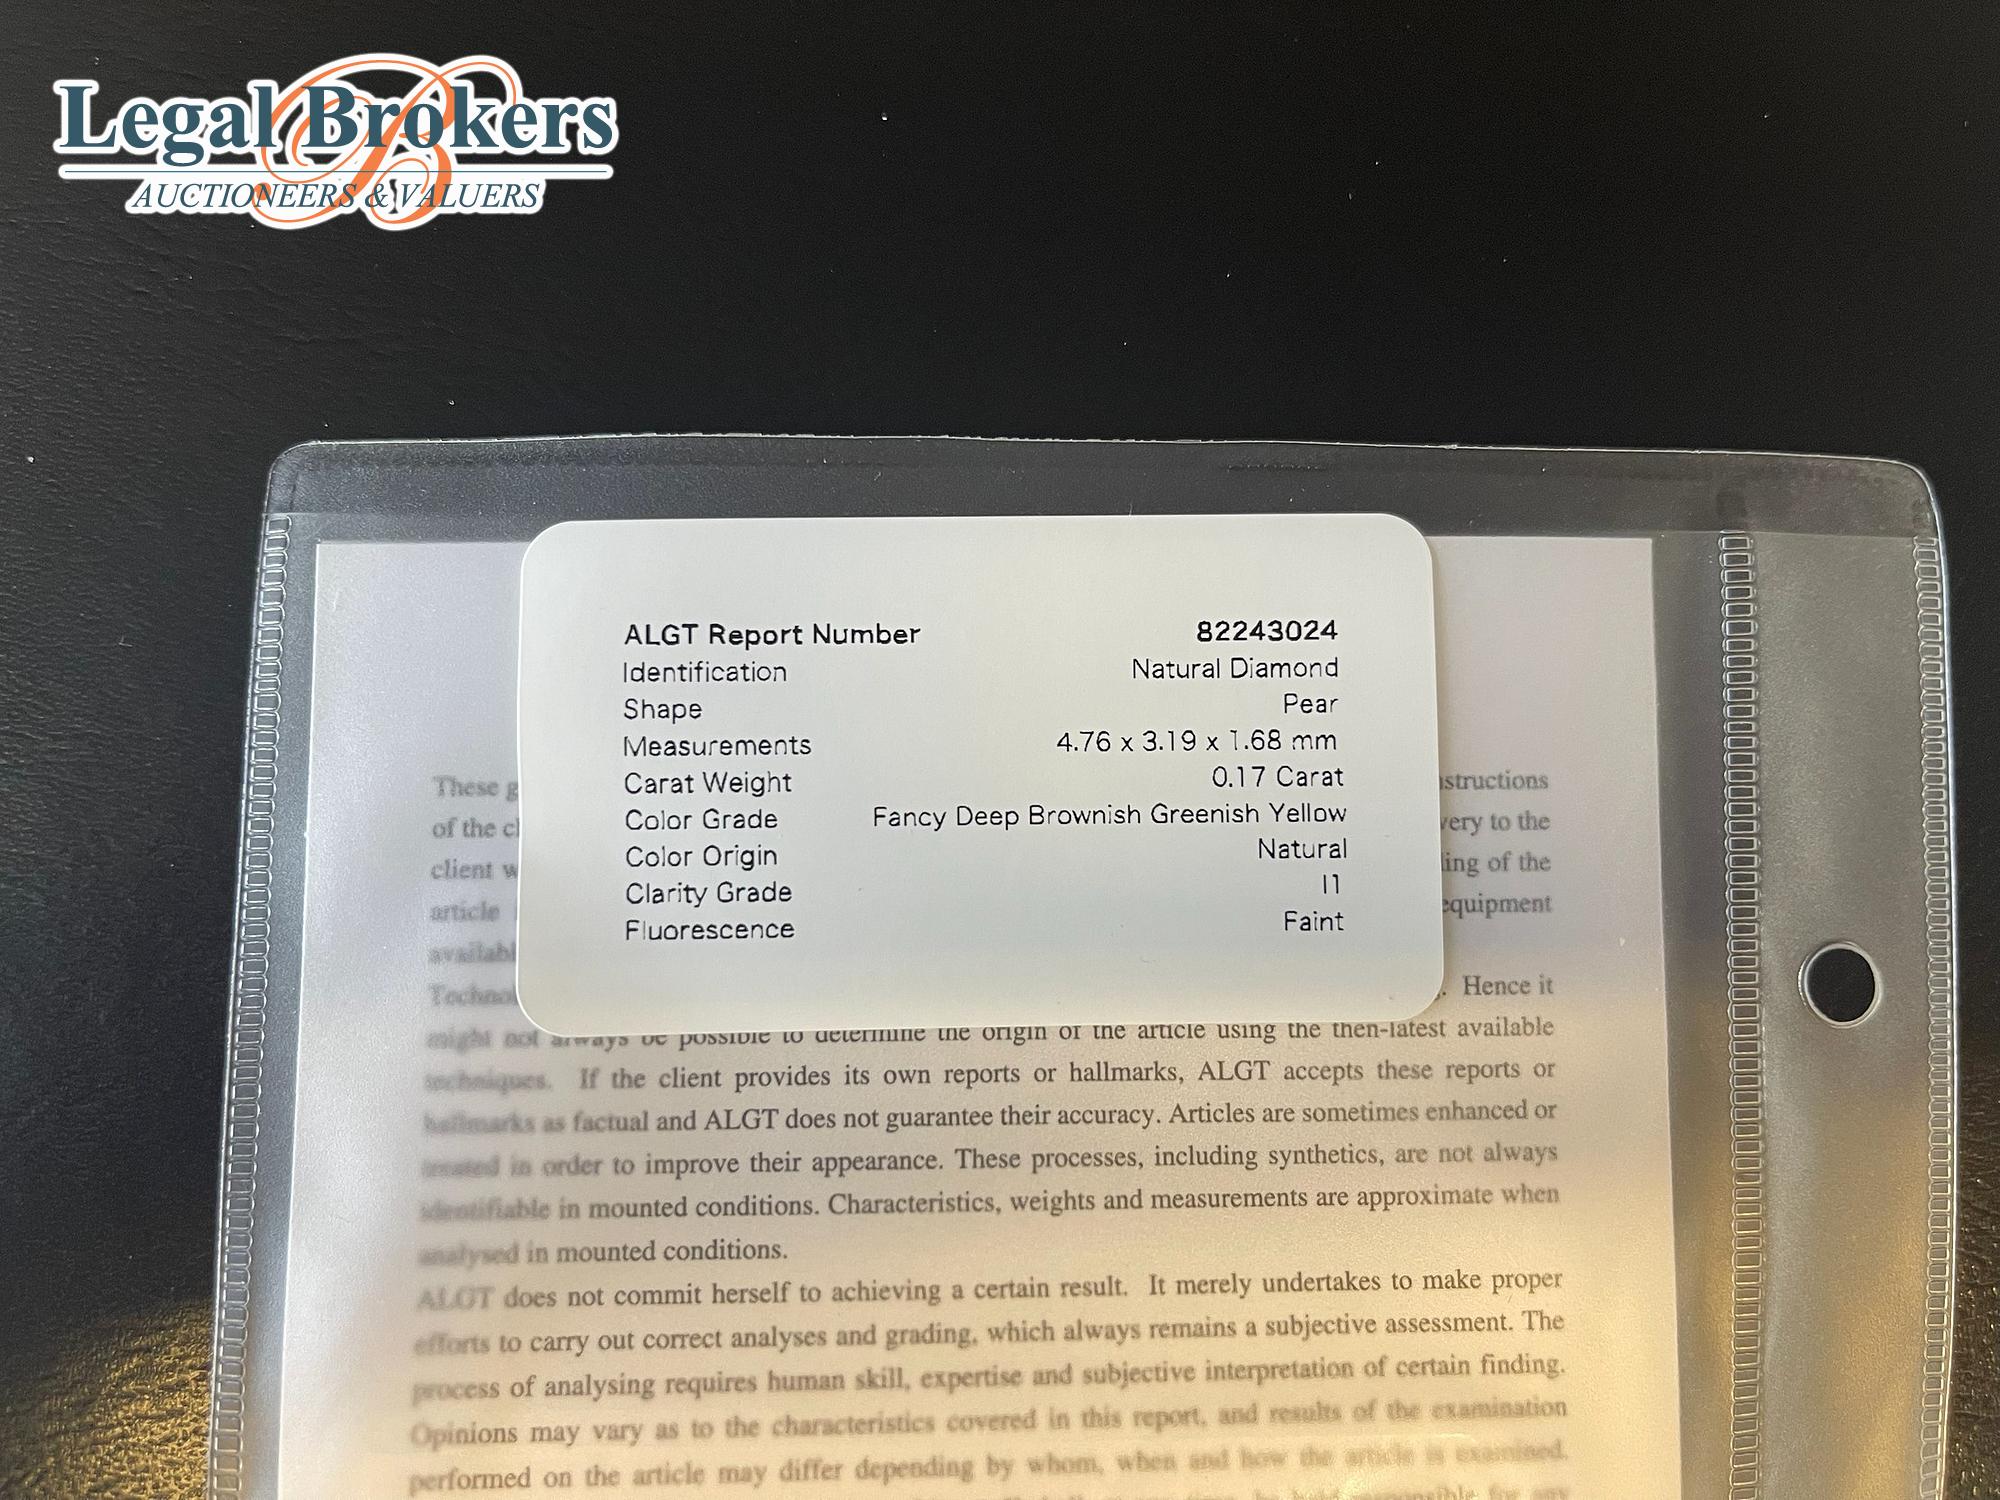 Legal Brokers
AUCTIONEERS & VALUERS
ALGT Report Number 82243024
Identification Natural Diamond
Shape Pear
Measurements 4.76 x 3.19 x 1.68 mm
Carat Weight 0.17 Carat
Color Grade Fancy Deep Brownish Greenish Yellow
Color Origin Natural
Clarity Grade I1
Fluorescence Faint
These
of the very to the
client of the
article equipment
Hence it
might not always be possible to determine the origin of the article using the then-latest available
techniques. If the client provides its own reports or hallmarks, ALGT accepts these reports or
hallmarks as factual and ALGT does not guarantee their accuracy. Articles are sometimes enhanced or
treated in order to improve their appearance. These processes, including synthetics, are not always
identifiable in mounted conditions. Characteristics, weights and measurements are approximate when
analysed in mounted conditions.
ALGT does not commit herself to achieving a certain result. It merely undertakes to make proper
efforts to carry out correct analyses and grading, which always remains a subjective assessment. The
process of analysing requires human skill, expertise and subjective interpretation of certain finding.
Opinions may vary as to the characteristics covered in this report, and results of the examination
performed on the article may differ depending by whom, when and how the article is examined.